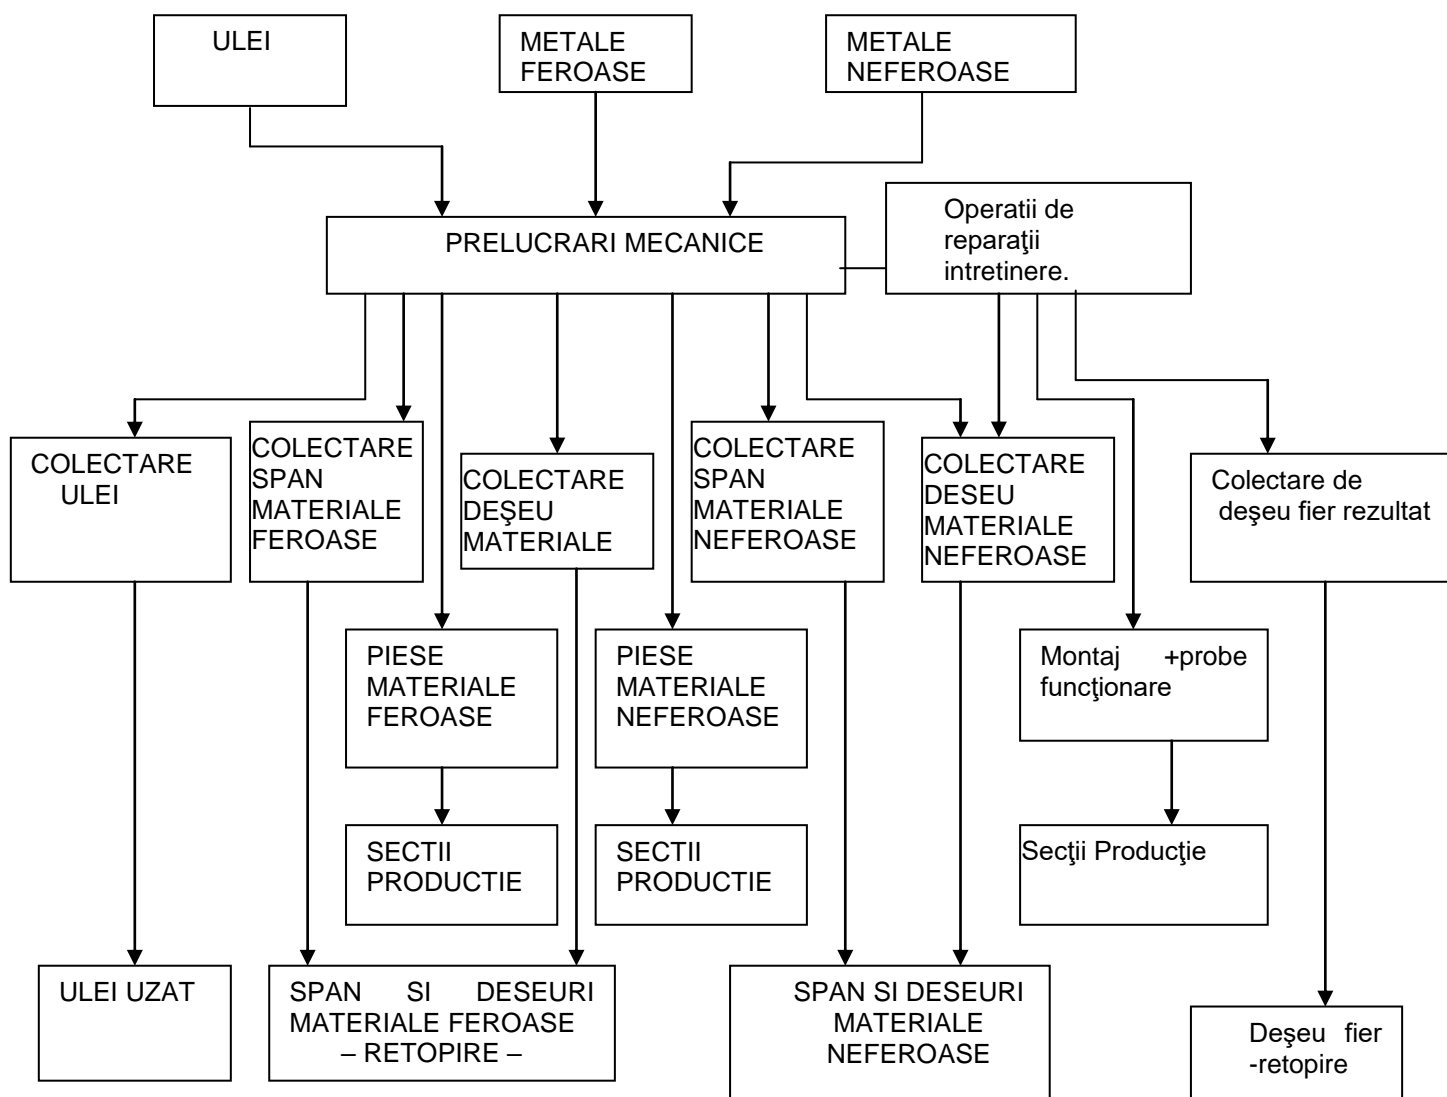 ULEI
METALE
FEROASE
METALE
NEFEROASE
PRELUCRARI MECANICE
Operatii de
reparaţii
intretinere.
COLECTARE
ULEI
COLECTARE
SPAN
MATERIALE
FEROASE
COLECTARE
DEŞEU
MATERIALE
COLECTARE
SPAN
MATERIALE
NEFEROASE
COLECTARE
DESEU
MATERIALE
NEFEROASE
Colectare de
deşeu fier rezultat
PIESE
MATERIALE
FEROASE
PIESE
MATERIALE
NEFEROASE
Montaj +probe
funcţionare
SECTII
PRODUCTIE
SECTII
PRODUCTIE
Secţii Producţie
ULEI UZAT
SPAN SI DESEURI
MATERIALE FEROASE
– RETOPIRE –
SPAN SI DESEURI
MATERIALE
NEFEROASE
Deşeu fier
-retopire